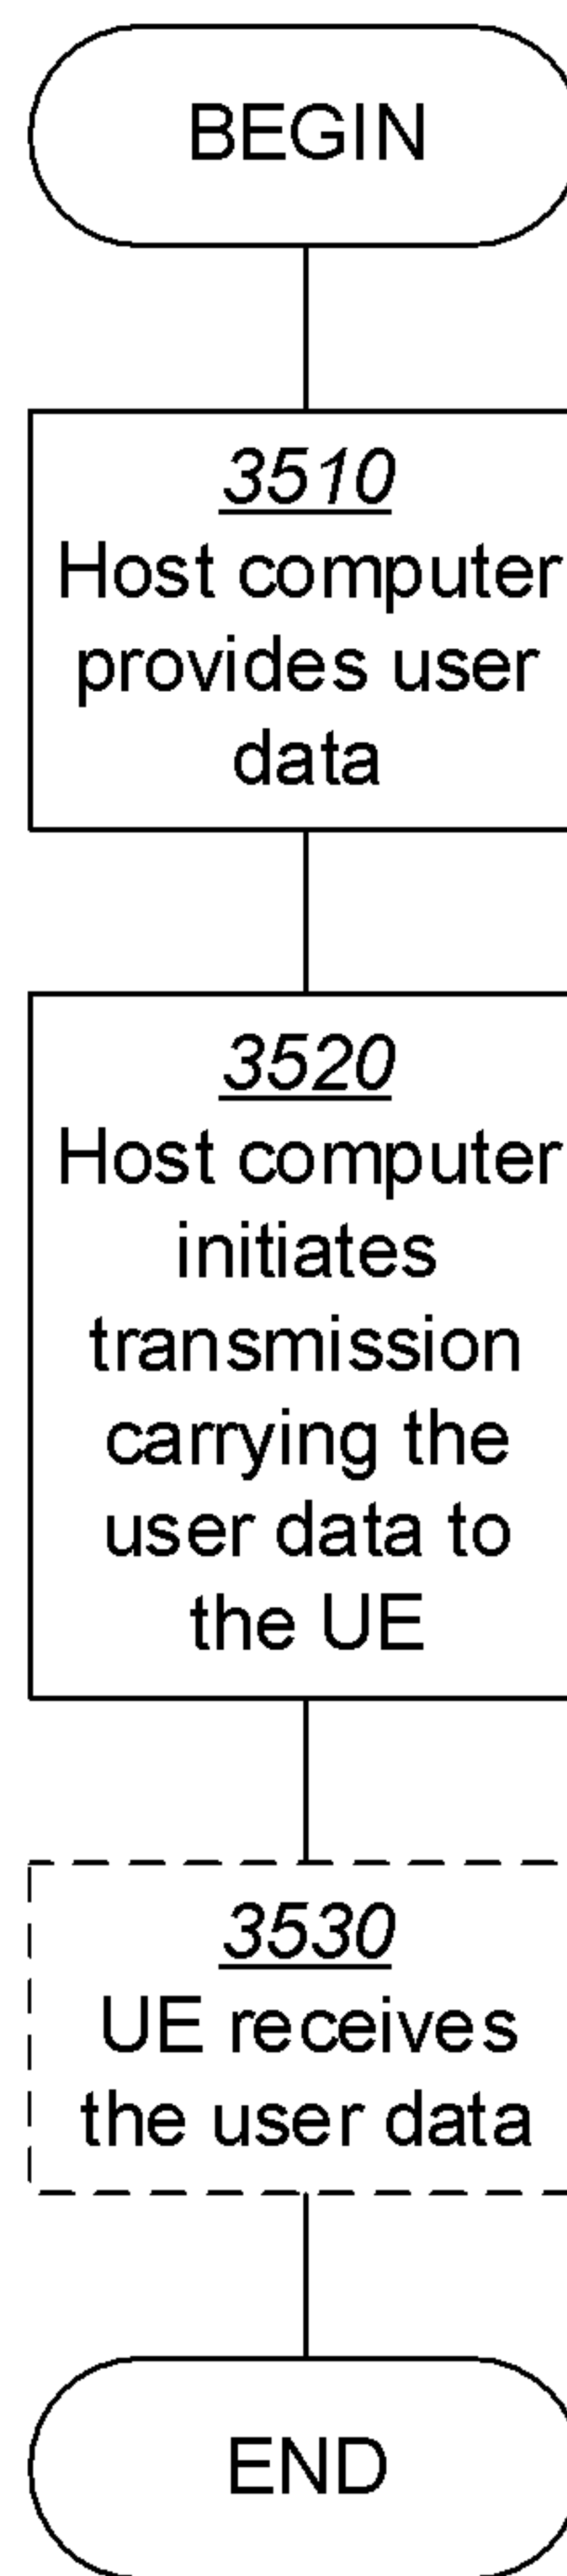 BEGIN
3510
Host computer
provides user
data
3520
Host computer
initiates
transmission
carrying the
user data to
the UE
3530
UE receives
the user data
END